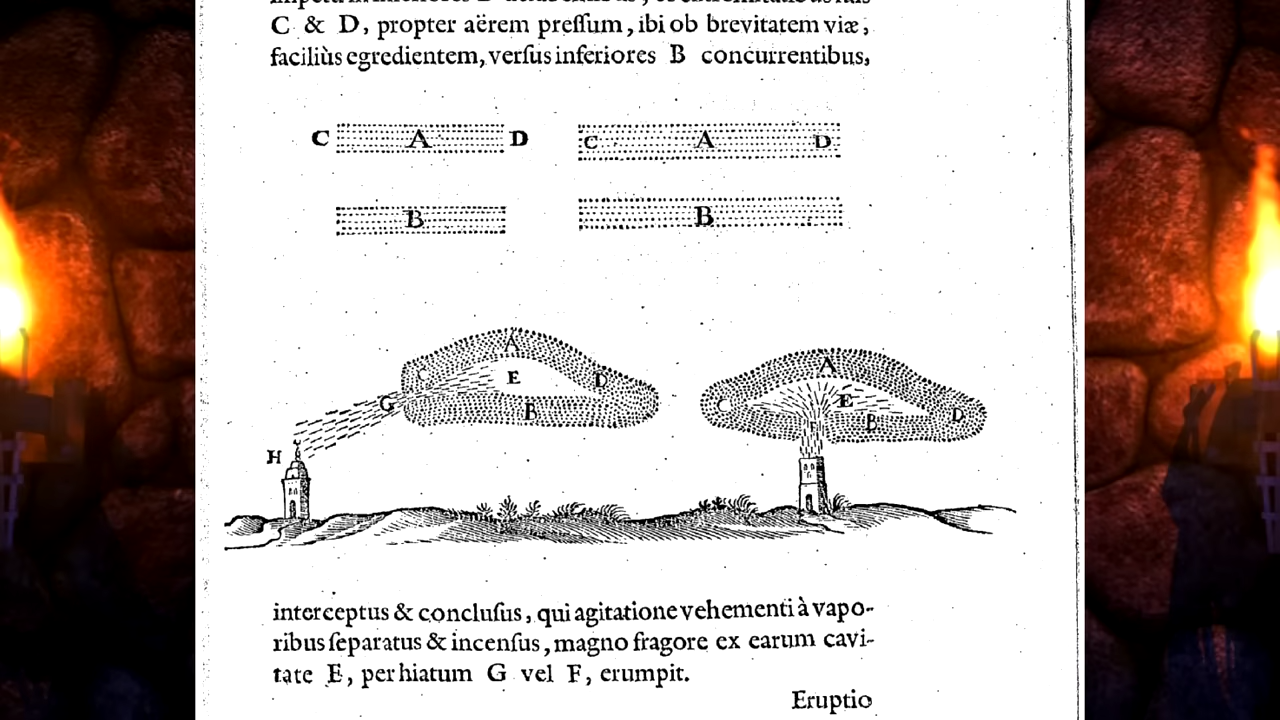 C & D, propter aërem preſſum, ibi ob brevitatem viæ,
faciliùs egredientem, verſus inferiores B concurrentibus,
C A D
C A D
B
B
A
C
E
D
G
B
H
A
C
E
B
F
D
interceptus & concluſus, qui agitatione vehementi à vapo-
ribus ſeparatus & incenſus, magno fragore ex earum cavi-
tate E, per hiatum G vel F, erumpit.
Eruptio